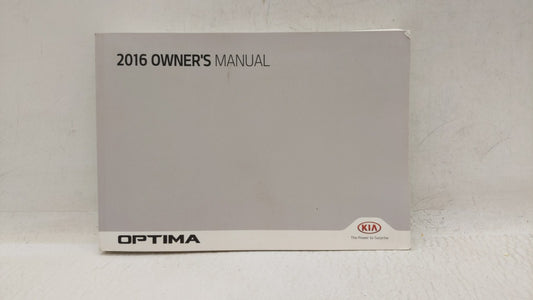 2016 OWNER'S MANUAL
OPTIMA
KIA
The Power to Surprise